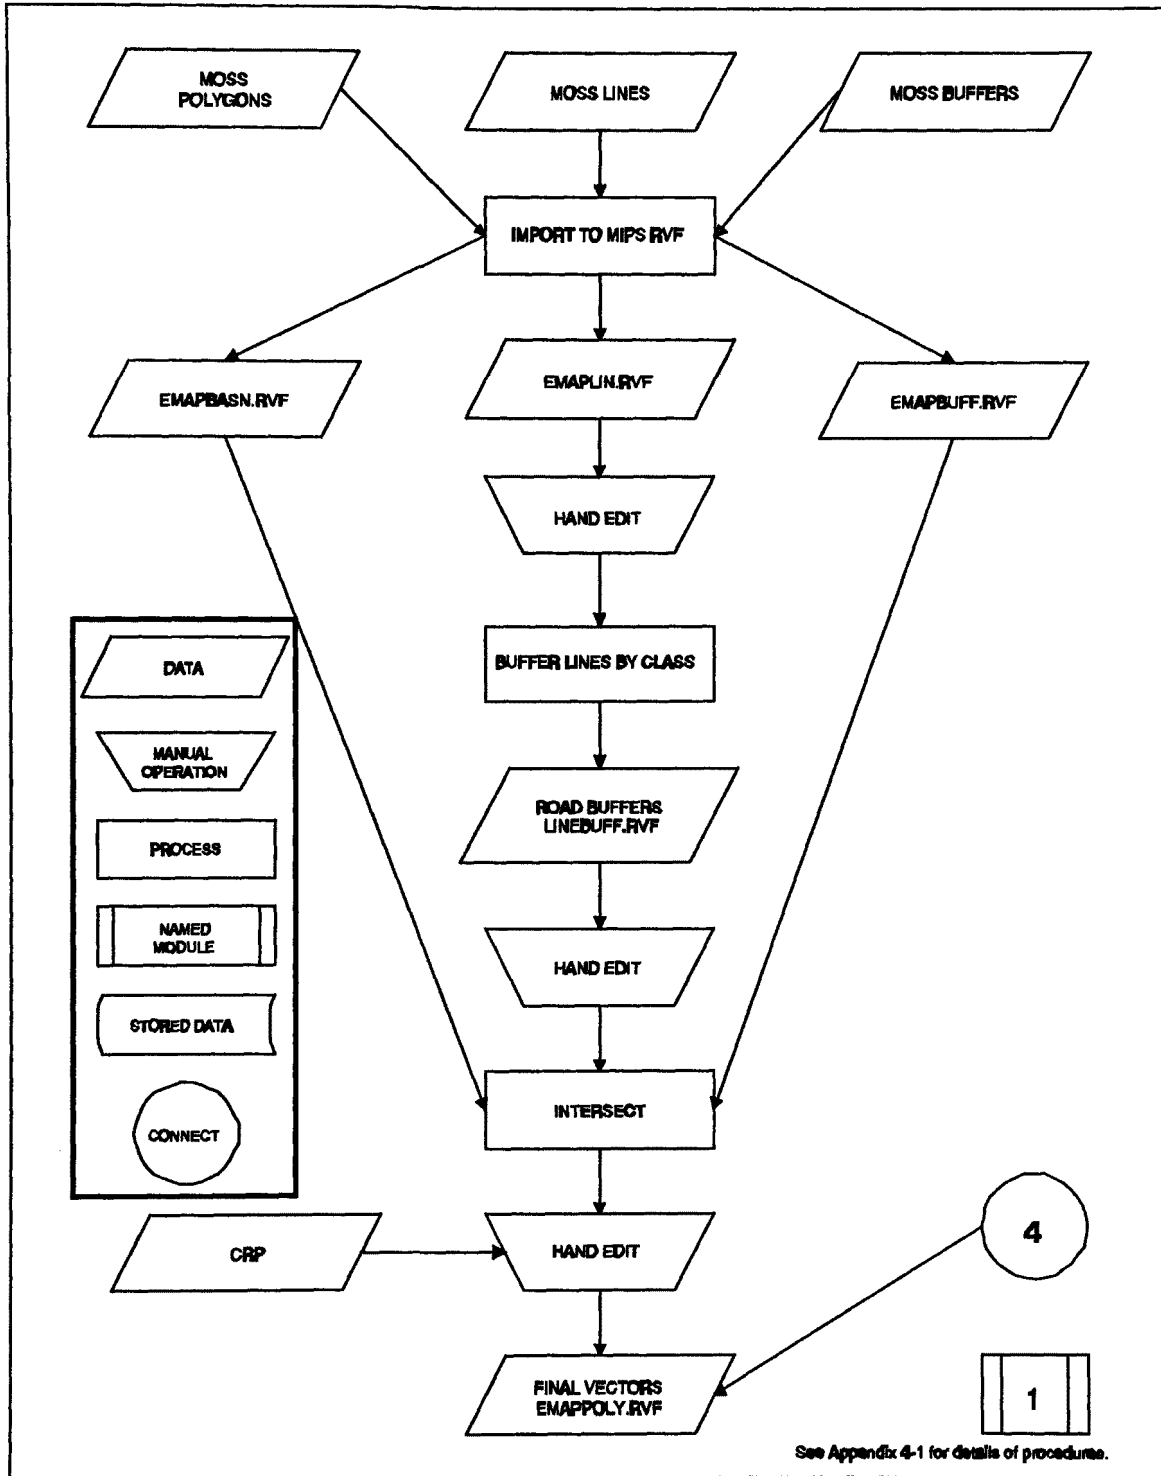 MOSS
POLYGONS
MOSS LINES
MOSS BUFFERS
IMPORT TO MIPS RVF
EMAPBASN.RVF
EMAPLIN.RVF
EMAPBUFF.RVF
HAND EDIT
BUFFER LINES BY CLASS
ROAD BUFFERS
LINEBUFF.RVF
HAND EDIT
INTERSECT
DATA
MANUAL
OPERATION
PROCESS
NAMED
MODULE
STORED DATA
CONNECT
CRP
HAND EDIT
4
FINAL VECTORS
EMAPPOLY.RVF
1
See Appendix 4-1 for details of procedures.